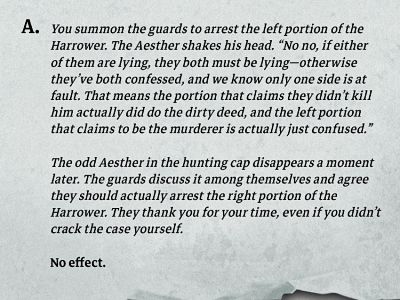 A. You summon the guards to arrest the left portion of the
Harrower. The Aesther shakes his head. “No no, if either
of them are lying, they both must be lying—otherwise
they’ve both confessed, and we know only one side is at
fault. That means the portion that claims they didn’t kill
him actually did do the dirty deed, and the left portion
that claims to be the murderer is actually just confused.”
The odd Aesther in the hunting cap disappears a moment
later. The guards discuss it among themselves and agree
they should actually arrest the right portion of the
Harrower. They thank you for your time, even if you didn’t
crack the case yourself.
No effect.